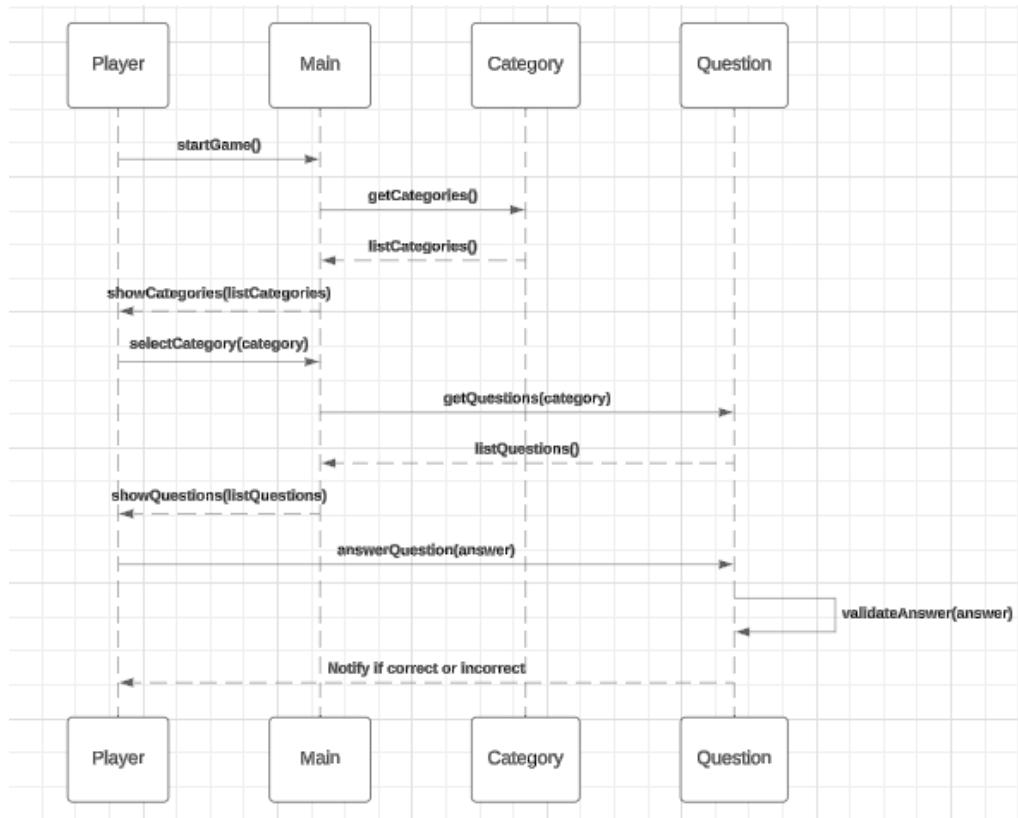 Player
Main
Category
Question
startGame()
getCategories()
listCategories()
showCategories(listCategories)
selectCategory(category)
getQuestions(category)
listQuestions()
showQuestions(listQuestions)
answerQuestion(answer)
validateAnswer(answer)
Notify if correct or incorrect
Player
Main
Category
Question